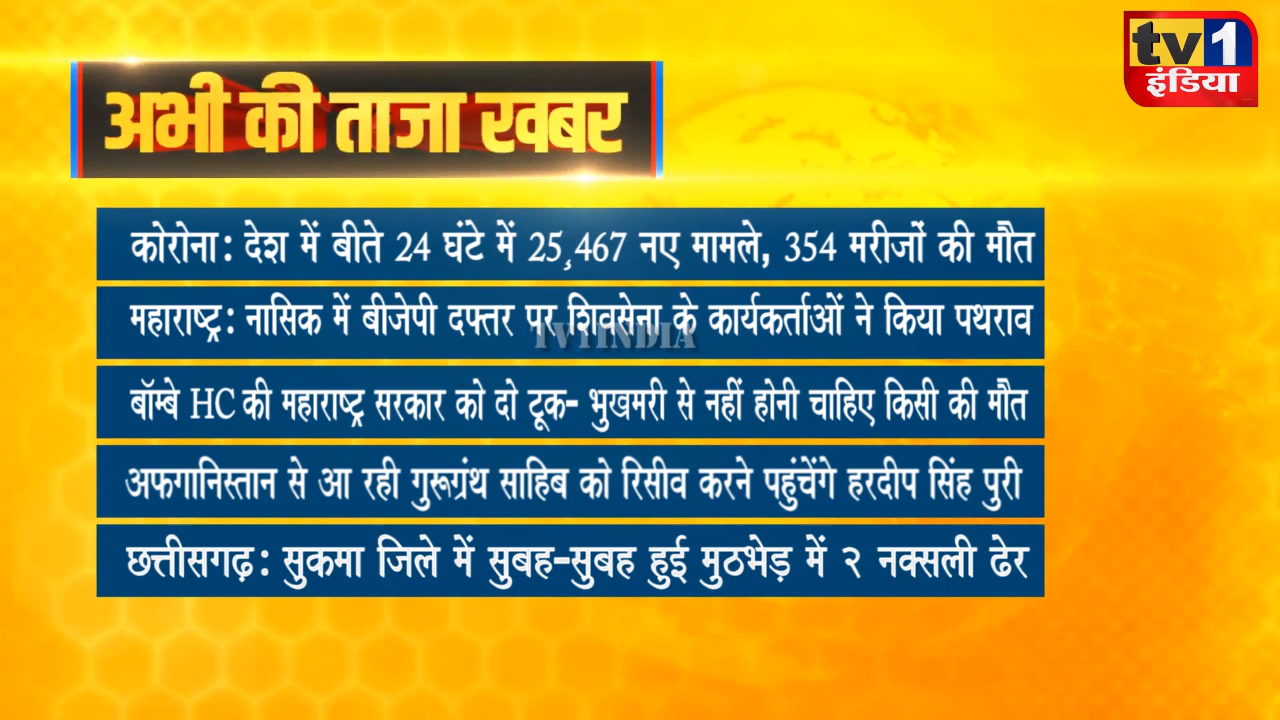 tv1
इंडिया
अभी की ताजा खबर
कोरोना: देश में बीते 24 घंटे में 25,467 नए मामले, 354 मरीजों की मौत
महाराष्ट्र: नासिक में बीजेपी दफ्तर पर शिवसेना के कार्यकर्ताओं ने किया पथराव
TV1INDIA
बॉम्बे HC की महाराष्ट्र सरकार को दो टूक- भुखमरी से नहीं होनी चाहिए किसी की मौत
अफगानिस्तान से आ रही गुरूग्रंथ साहिब को रिसीव करने पहुंचेंगे हरदीप सिंह पुरी
छत्तीसगढ़: सुकमा जिले में सुबह-सुबह हुई मुठभेड़ में २ नक्सली ढेर